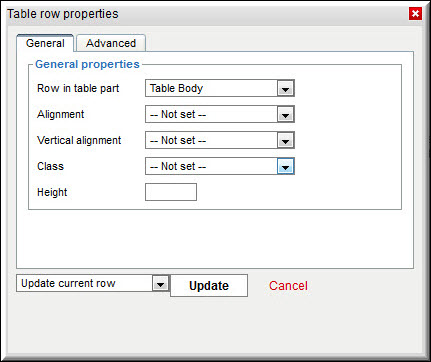 Table row properties
General
Advanced
General properties
Row in table part
Table Body
Alignment
-- Not set --
Vertical alignment
-- Not set --
Class
-- Not set --
Height
Update current row
Update
Cancel